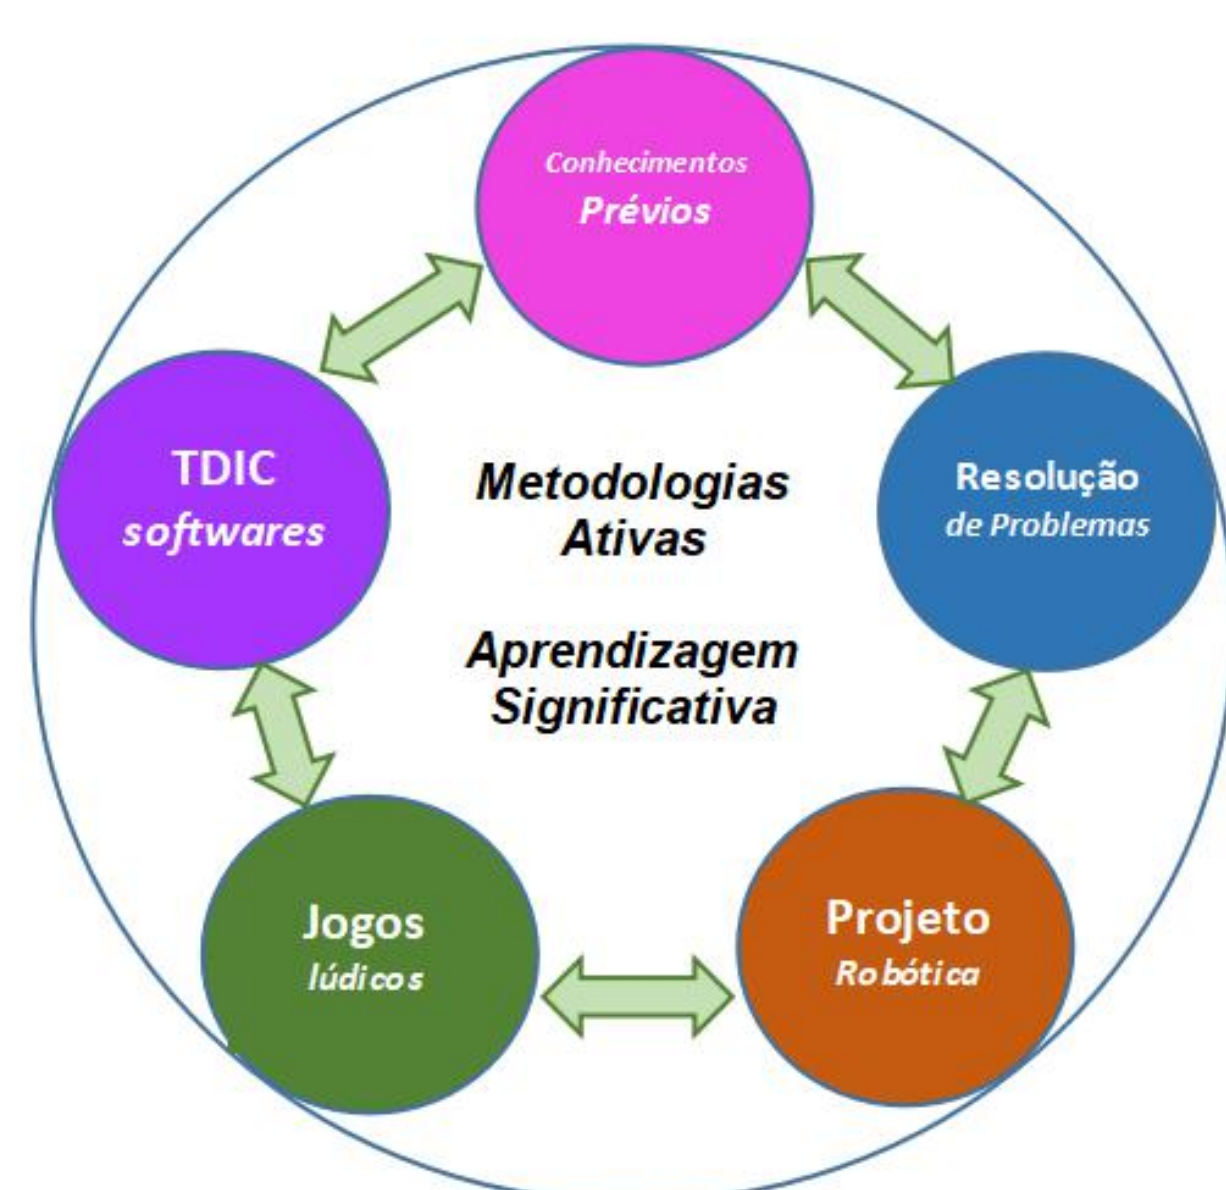 Conhecimentos
Prévios
TDIC
softwares
Metodologias
Ativas
Aprendizagem
Significativa
Resolução
de Problemas
Jogos
lúdicos
Projeto
Robótica